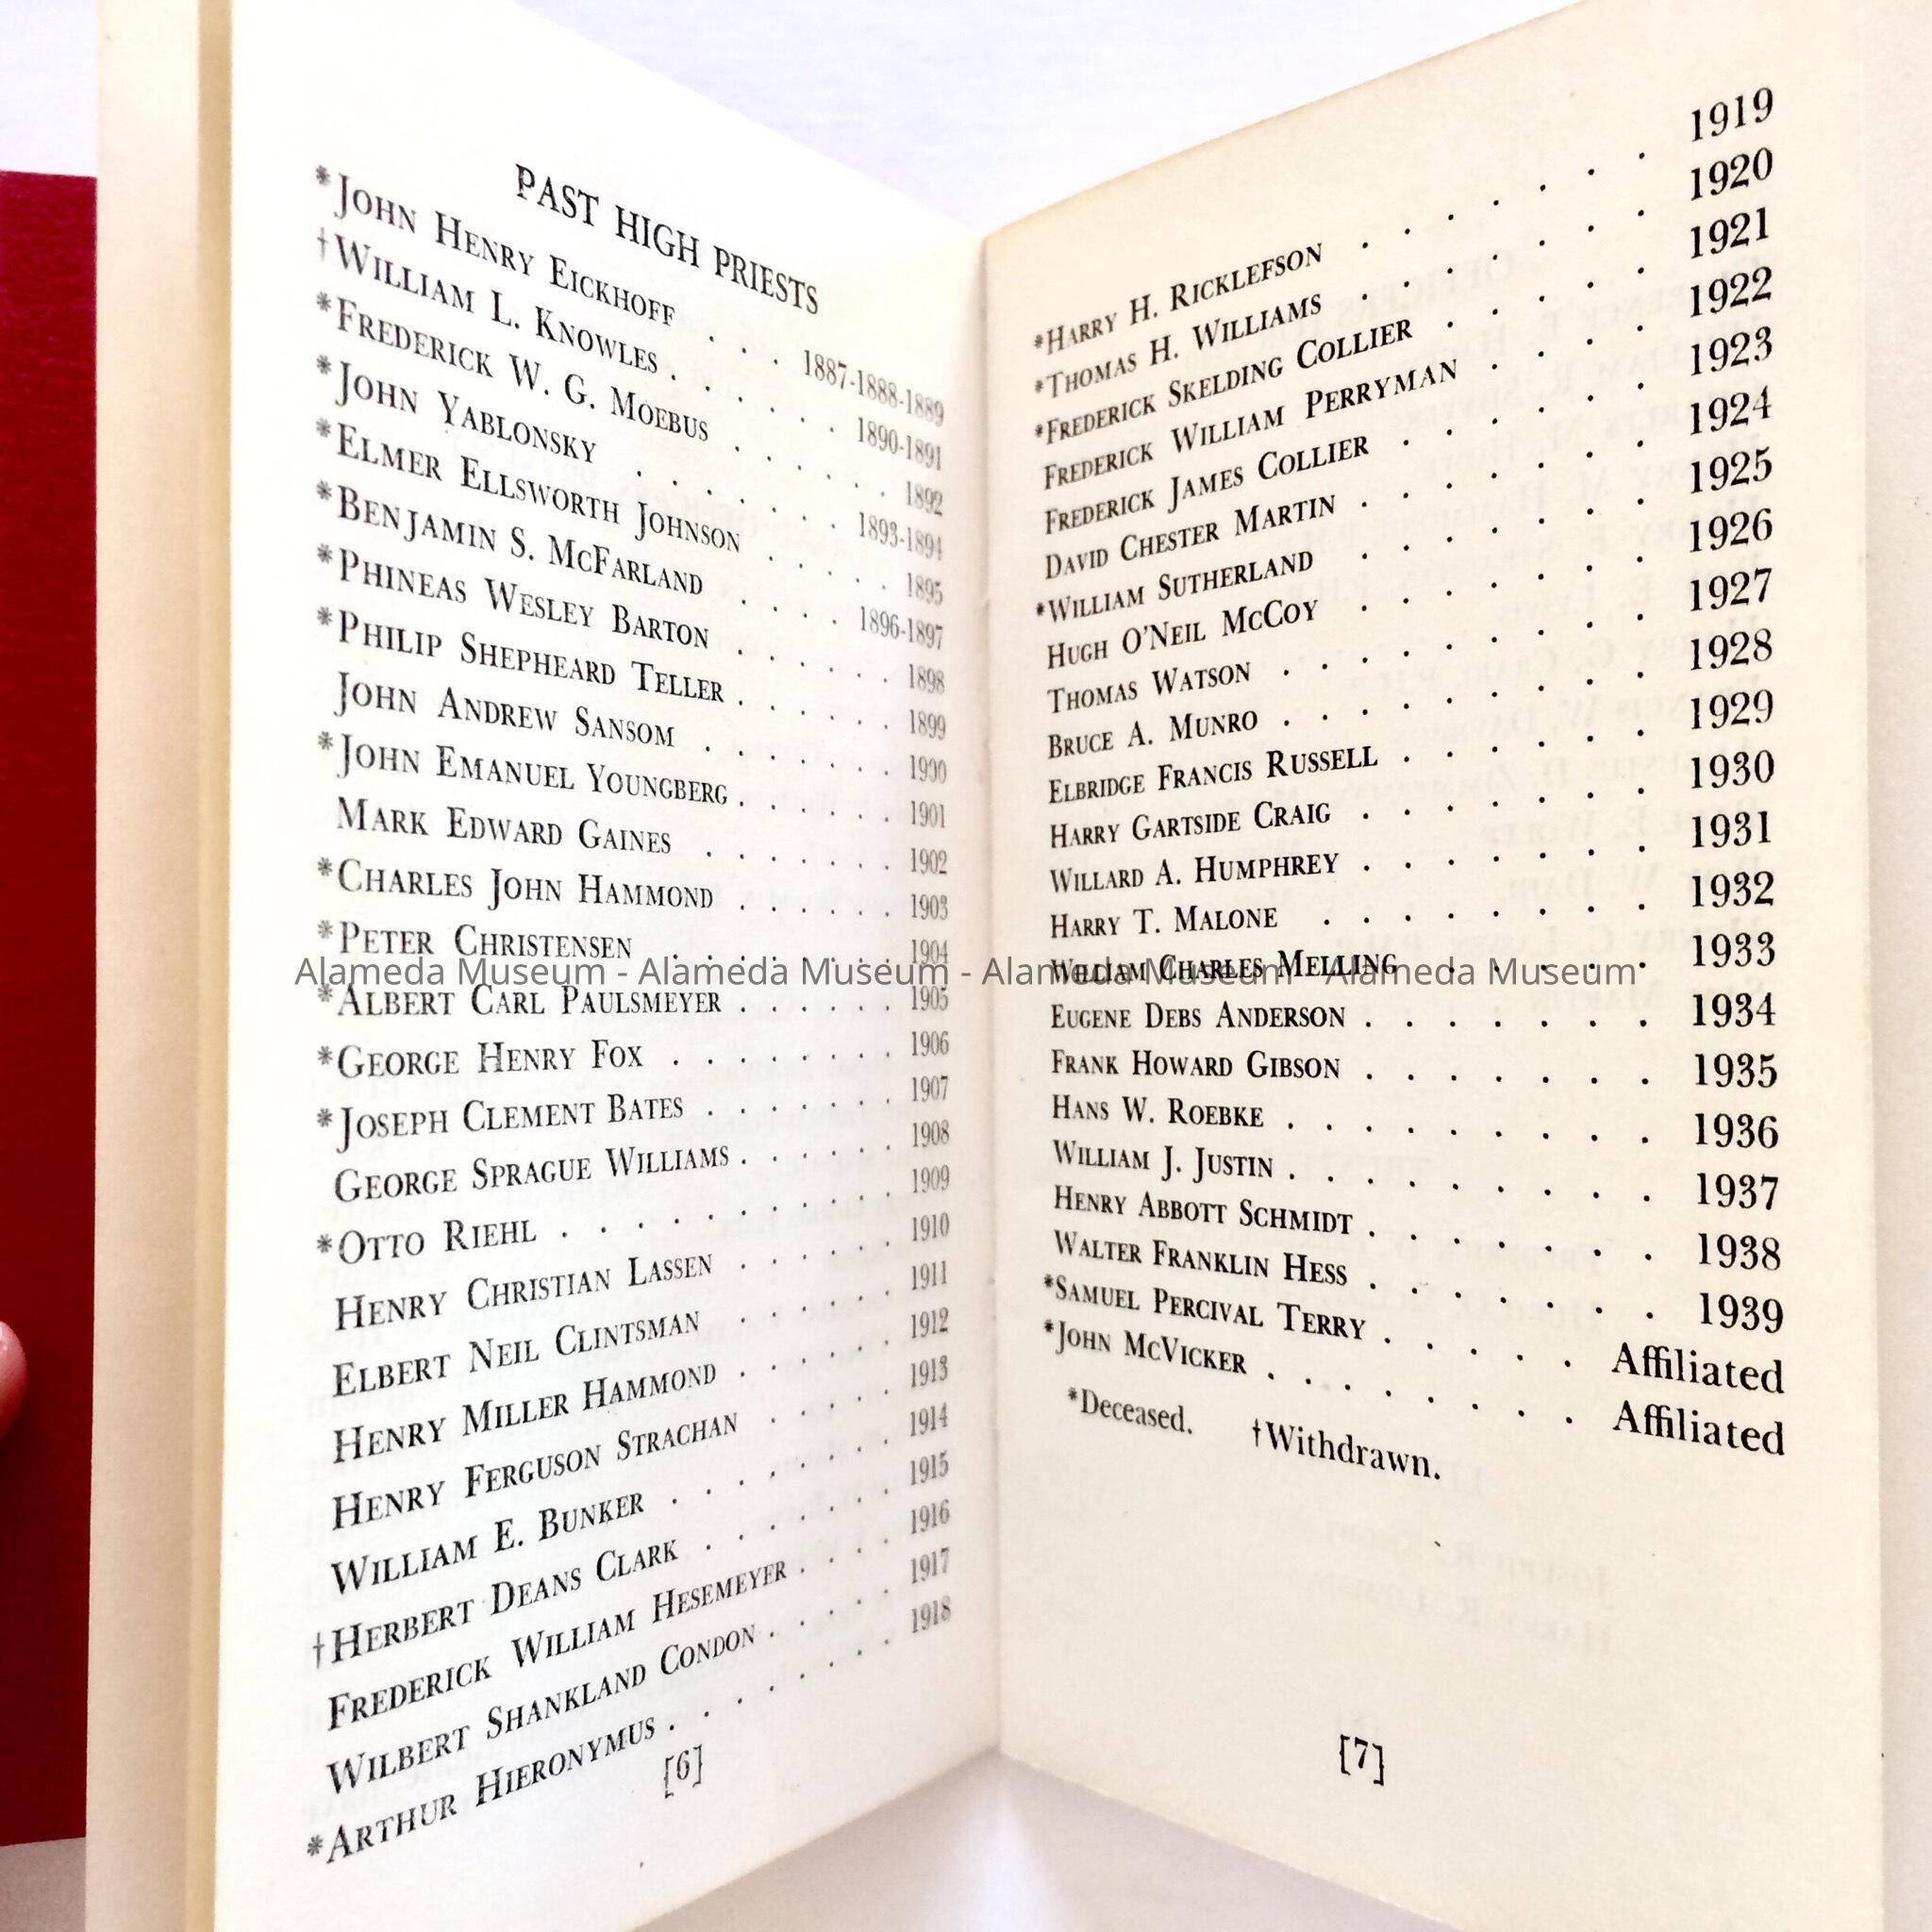 PAST HIGH PRIESTS
*JOHN HENRY EICKHOFF . . . 1887-1888-1889
†WILLIAM L. KNOWLES . . . . . 1890-1891
*FREDERICK W. G. MOEBUS . . . . . . 1892
*JOHN YABLONSKY . . . . . . . 1893-1894
*ELMER ELLSWORTH JOHNSON . . . . . 1895
*BENJAMIN S. MCFARLAND . . . . 1896-1897
*PHINEAS WESLEY BARTON . . . . . . 1898
*PHILIP SHEPHEARD TELLER . . . . . . 1899
JOHN ANDREW SANSOM . . . . . . . 1900
*JOHN EMANUEL YOUNGBERG . . . . . . 1901
MARK EDWARD GAINES . . . . . . . 1902
*CHARLES JOHN HAMMOND . . . . . . 1903
*PETER CHRISTENSEN . . . . . . . . 1904
*ALBERT CARL PAULSMEYER . . . . . . 1905
*GEORGE HENRY FOX . . . . . . . . 1906
*JOSEPH CLEMENT BATES . . . . . . . 1907
GEORGE SPRAGUE WILLIAMS . . . . . . 1908
*OTTO RIEHL . . . . . . . . . . . 1909
HENRY CHRISTIAN LASSEN . . . . . . 1910
ELBERT NEIL CLINTSMAN . . . . . . 1911
HENRY MILLER HAMMOND . . . . . . 1912
HENRY FERGUSON STRACHAN . . . . . 1913
WILLIAM E. BUNKER . . . . . . . . 1914
†HERBERT DEANS CLARK . . . . . . . 1915
FREDERICK WILLIAM HESEMEYER . . . . 1916
WILBERT SHANKLAND CONDON . . . . . 1917
*ARTHUR HIERONYMUS . . . . . . . . 1918
[6]
*HARRY H. RICKLEFSON . . . . . . . 1919
*THOMAS H. WILLIAMS . . . . . . . 1920
*FREDERICK SKELDING COLLIER . . . . . 1921
FREDERICK WILLIAM PERRYMAN . . . . 1922
FREDERICK JAMES COLLIER . . . . . . 1923
DAVID CHESTER MARTIN . . . . . . . 1924
*WILLIAM SUTHERLAND . . . . . . . 1925
HUGH O'NEIL MCCOY . . . . . . . 1926
THOMAS WATSON . . . . . . . . . 1927
BRUCE A. MUNRO . . . . . . . . . 1928
ELBRIDGE FRANCIS RUSSELL . . . . . . 1929
HARRY GARTSIDE CRAIG . . . . . . . 1930
WILLARD A. HUMPHREY . . . . . . . 1931
HARRY T. MALONE . . . . . . . . 1932
WILLIAM CHARLES MELLING . . . . . 1933
EUGENE DEBS ANDERSON . . . . . . . 1934
FRANK HOWARD GIBSON . . . . . . . 1935
HANS W. ROEBKE . . . . . . . . . 1936
WILLIAM J. JUSTIN . . . . . . . . . 1937
HENRY ABBOTT SCHMIDT . . . . . . . 1938
WALTER FRANKLIN HESS . . . . . . . 1939
*SAMUEL PERCIVAL TERRY . . . . . Affiliated
*JOHN MCVICKER . . . . . . . . Affiliated
*Deceased. †Withdrawn.
[7]
Alameda Museum - Alameda Museum - Alameda Museum - Alameda Museum